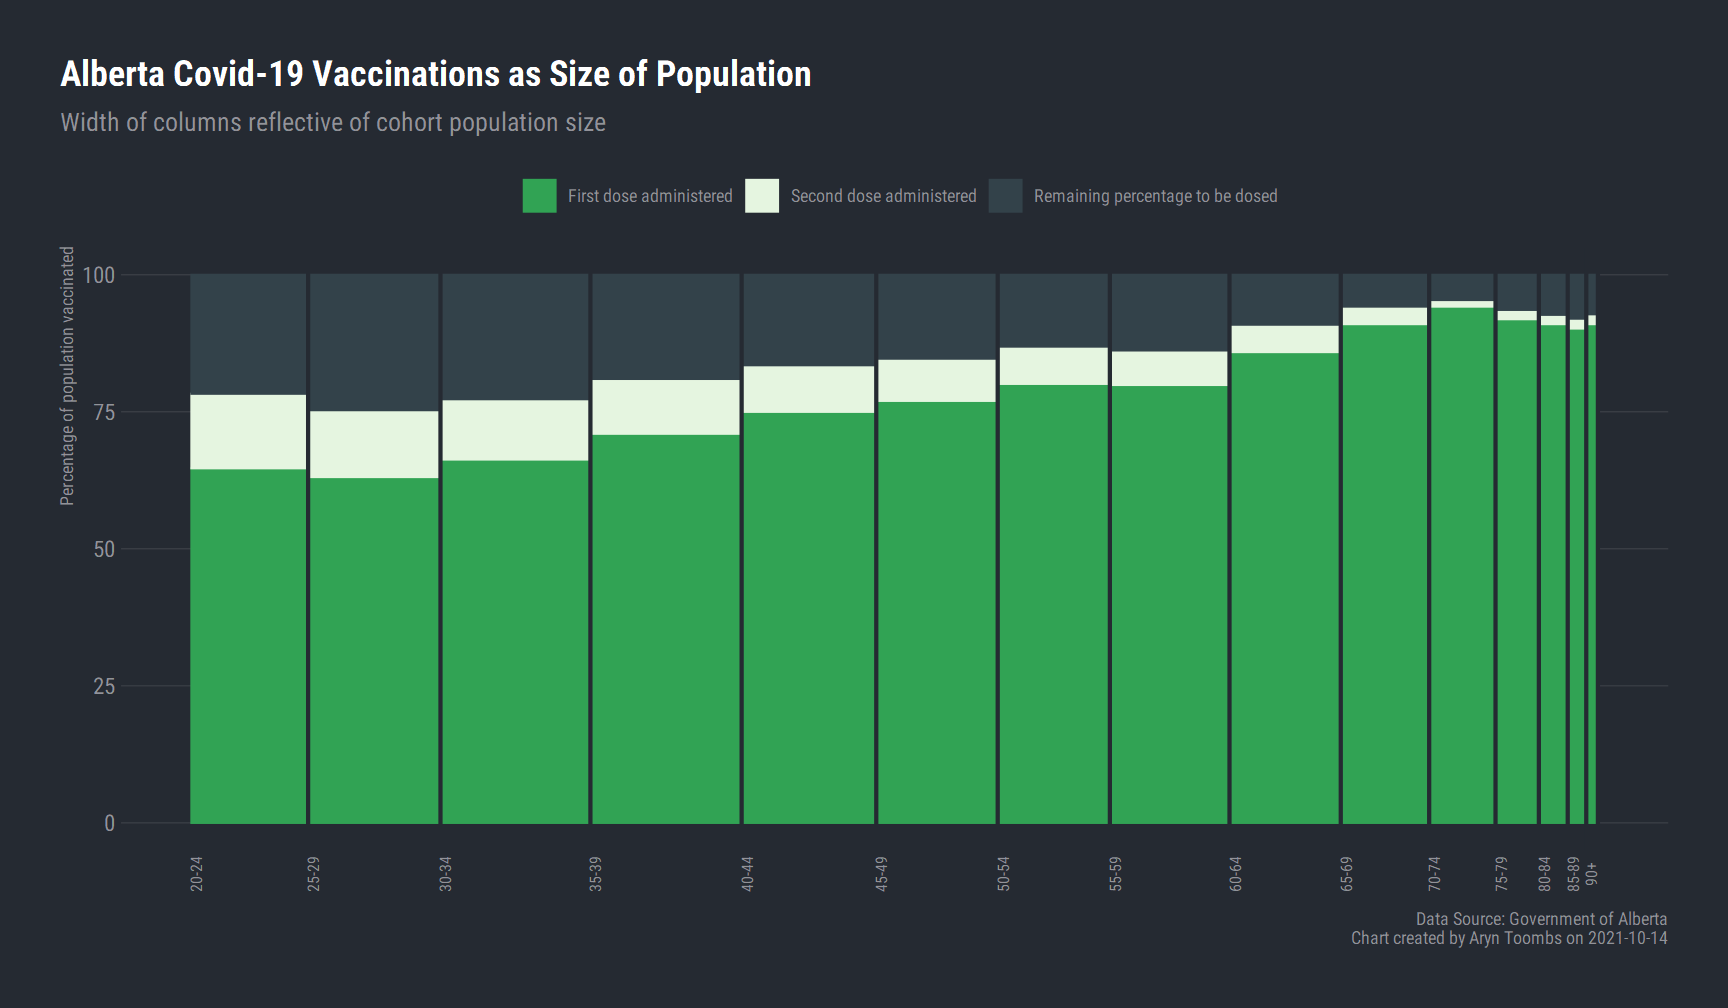 Alberta Covid-19 Vaccinations as Size of Population
Width of columns reflective of cohort population size
First dose administered
Second dose administered
Remaining percentage to be dosed
Percentage of population vaccinated
100
75
50
25
0
20-24
25-29
30-34
35-39
40-44
45-49
50-54
55-59
60-64
65-69
70-74
75-79
80-84
85-89
90+
Data Source: Government of Alberta
Chart created by Aryn Toombs on 2021-10-14